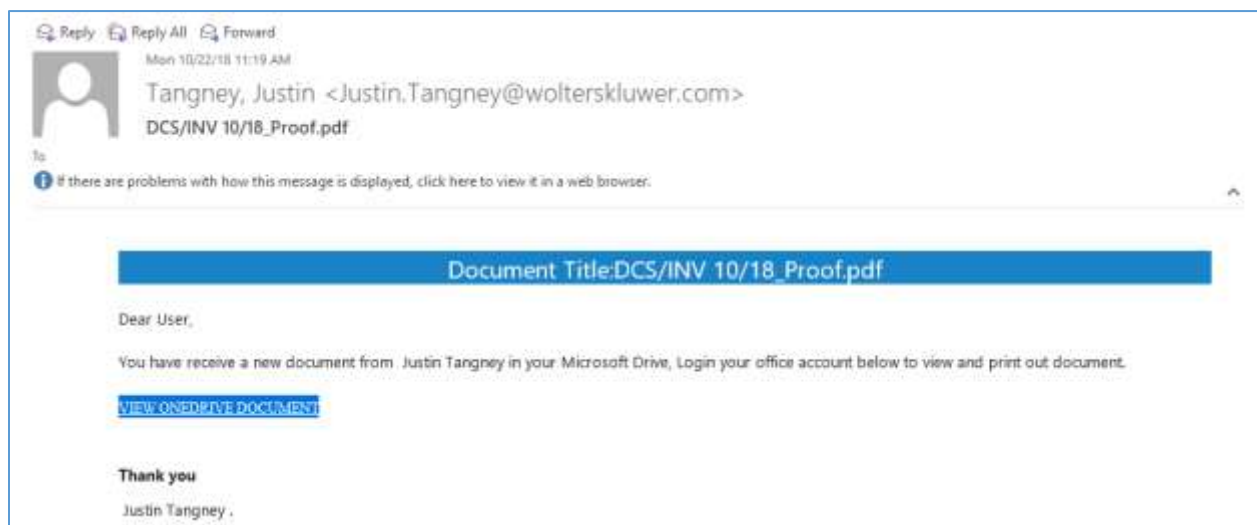 Reply Reply All Forward
Mon 10/22/18 11:19 AM
Tangney, Justin <Justin.Tangney@wolterskluwer.com>
DCS/INV 10/18_Proof.pdf
To
If there are problems with how this message is displayed, click here to view it in a web browser.
Document Title:DCS/INV 10/18_Proof.pdf
Dear User,
You have receive a new document from Justin Tangney in your Microsoft Drive, Login your office account below to view and print out document.
VIEW ONEDRIVE DOCUMENT
Thank you
Justin Tangney .